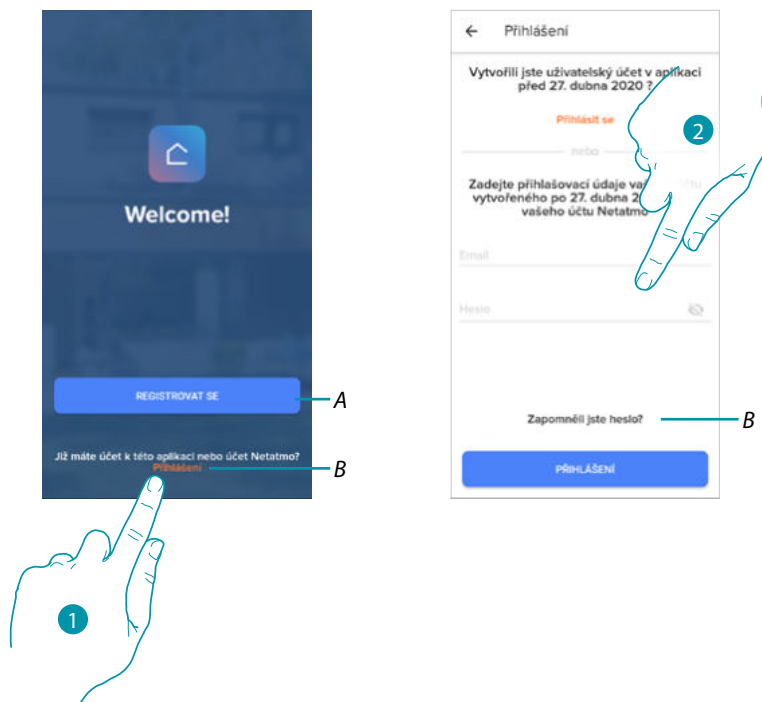 Welcome!
REGISTROVAT SE
A
Již máte účet k této aplikaci nebo účet Netatmo?
Přihlášení
B
1
Přihlášení
Vytvořili jste uživatelský účet v aplikaci
před 27. dubna 2020 ?
Přihlásit se
2
nebo
Zadejte přihlašovací údaje
vytvořeného po 27. dubna
vašeho účtu Netatmo
Email
Heslo
Zapomněli jste heslo?
B
PŘIHLÁŠENÍ